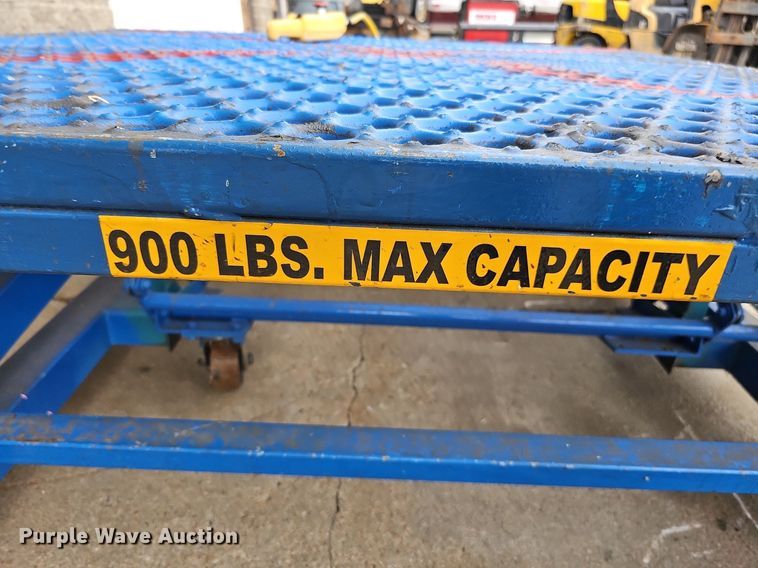 900 LBS. MAX CAPACITY
Purple Wave Auction